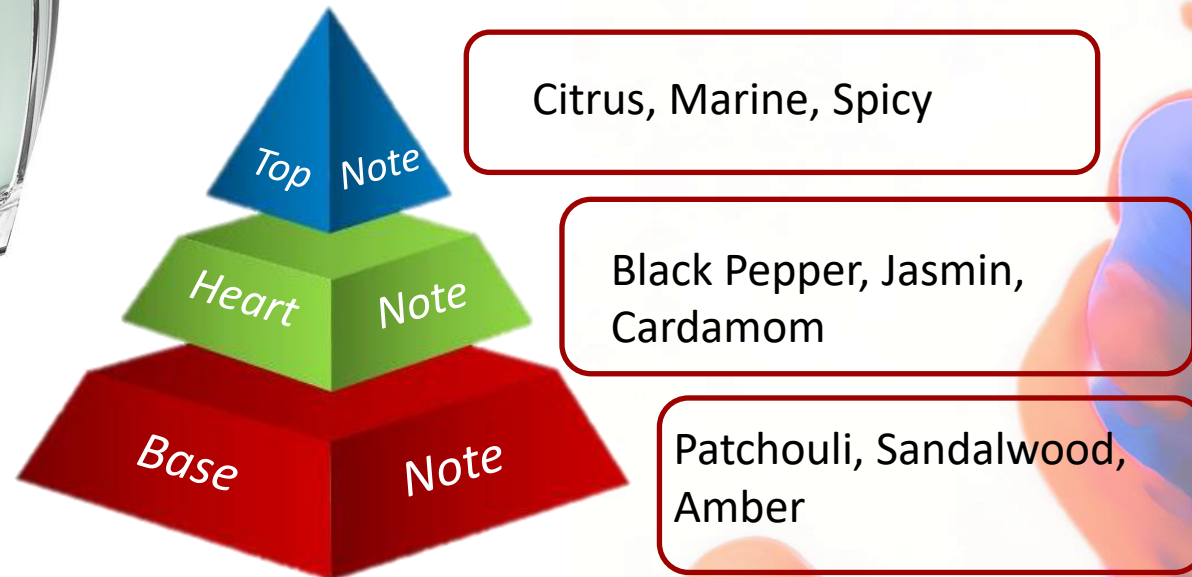 Top Note
Citrus, Marine, Spicy
Heart Note
Black Pepper, Jasmin,
Cardamom
Base Note
Patchouli, Sandalwood,
Amber